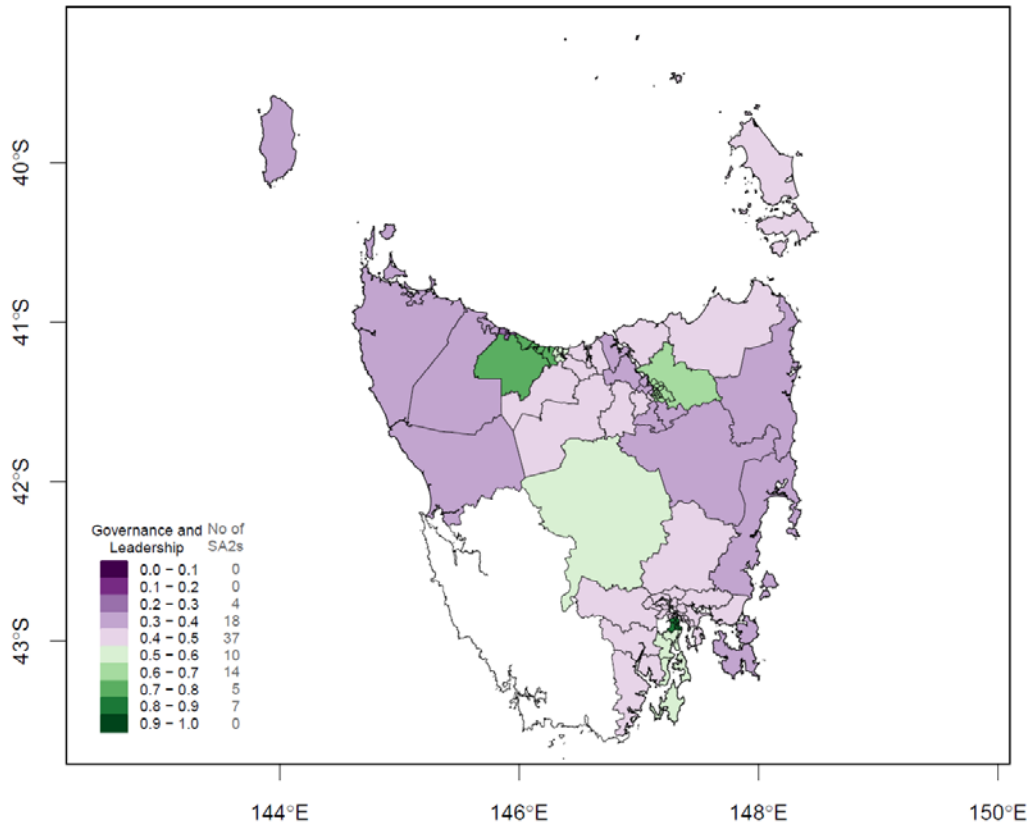 40°S
41°S
42°S
43°S
Governance and No of
Leadership SA2s
0.0 − 0.1 0
0.1 − 0.2 0
0.2 − 0.3 4
0.3 − 0.4 18
0.4 − 0.5 37
0.5 − 0.6 10
0.6 − 0.7 14
0.7 − 0.8 5
0.8 − 0.9 7
0.9 − 1.0 0
144°E 146°E 148°E 150°E